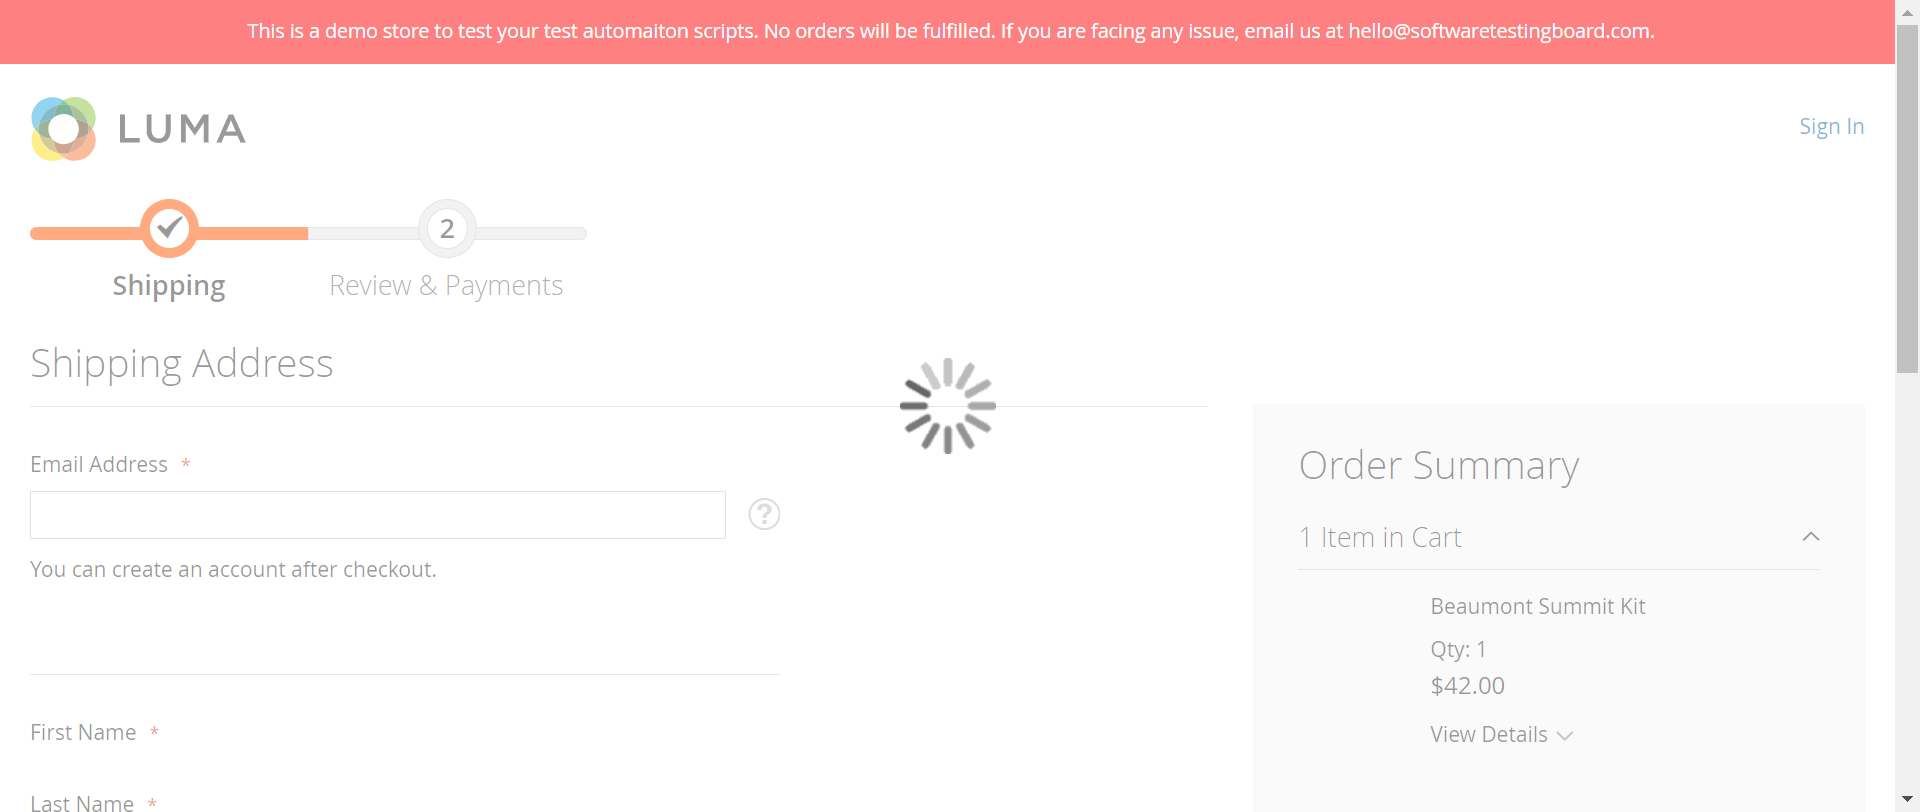 This is a demo store to test your test automaiton scripts. No orders will be fulfilled. If you are facing any issue, email us at hello@softwaretestingboard.com.
LUMA
Sign In
2
Shipping
Review & Payments
Shipping Address
Email Address *
?
You can create an account after checkout.
First Name *
Last Name *
Order Summary
1 Item in Cart
Beaumont Summit Kit
Qty: 1
$42.00
View Details